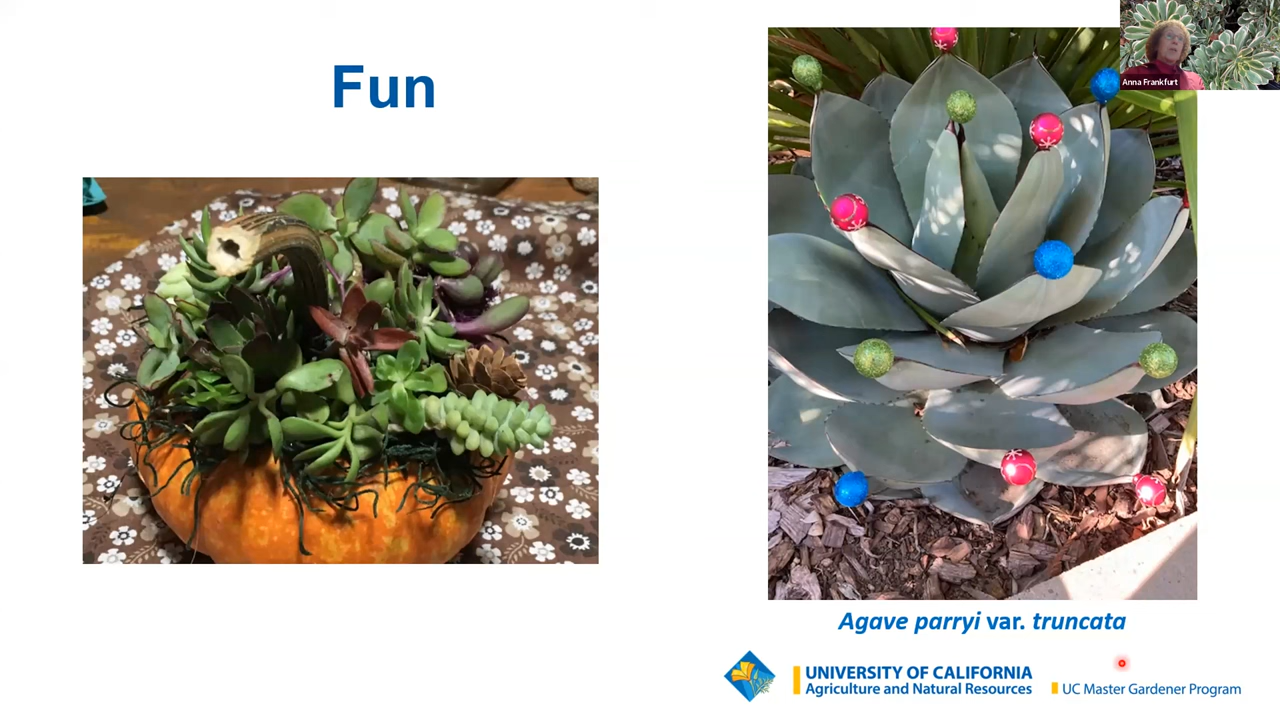 Fun
Anna Frankfurt
Agave parryi var. truncata
UNIVERSITY OF CALIFORNIA
Agriculture and Natural Resources
UC Master Gardener Program